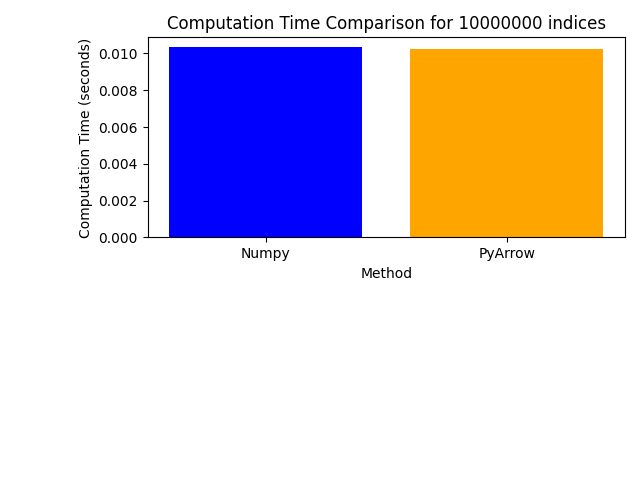 Computation Time Comparison for 10000000 indices
Computation Time (seconds)
0.010
0.008
0.006
0.004
0.002
0.000
Numpy
PyArrow
Method